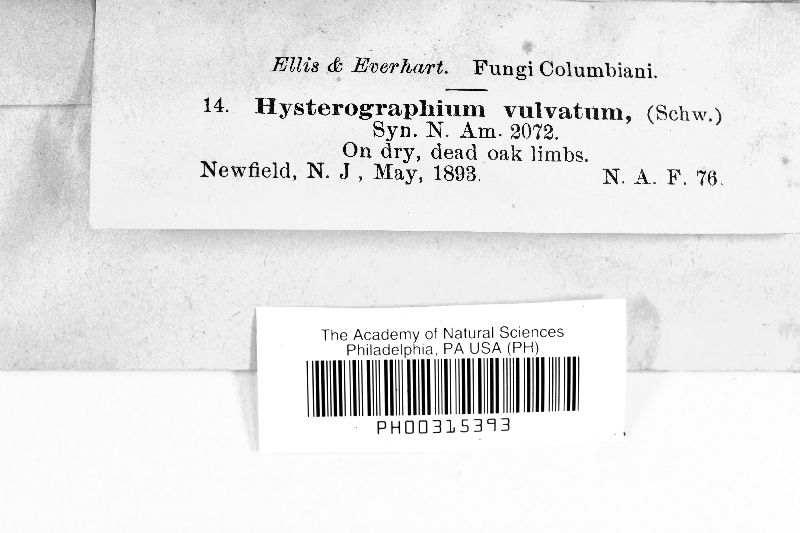 Ellis & Everhart. Fungi Columbiani.
14. Hysterographium vulvatum, (Schw.)
Syn. N. Am. 2072.
On dry, dead oak limbs.
Newfield, N. J , May, 1893. N. A. F. 76.
The Academy of Natural Sciences
Philadelphia, PA USA (PH)
PH00315393